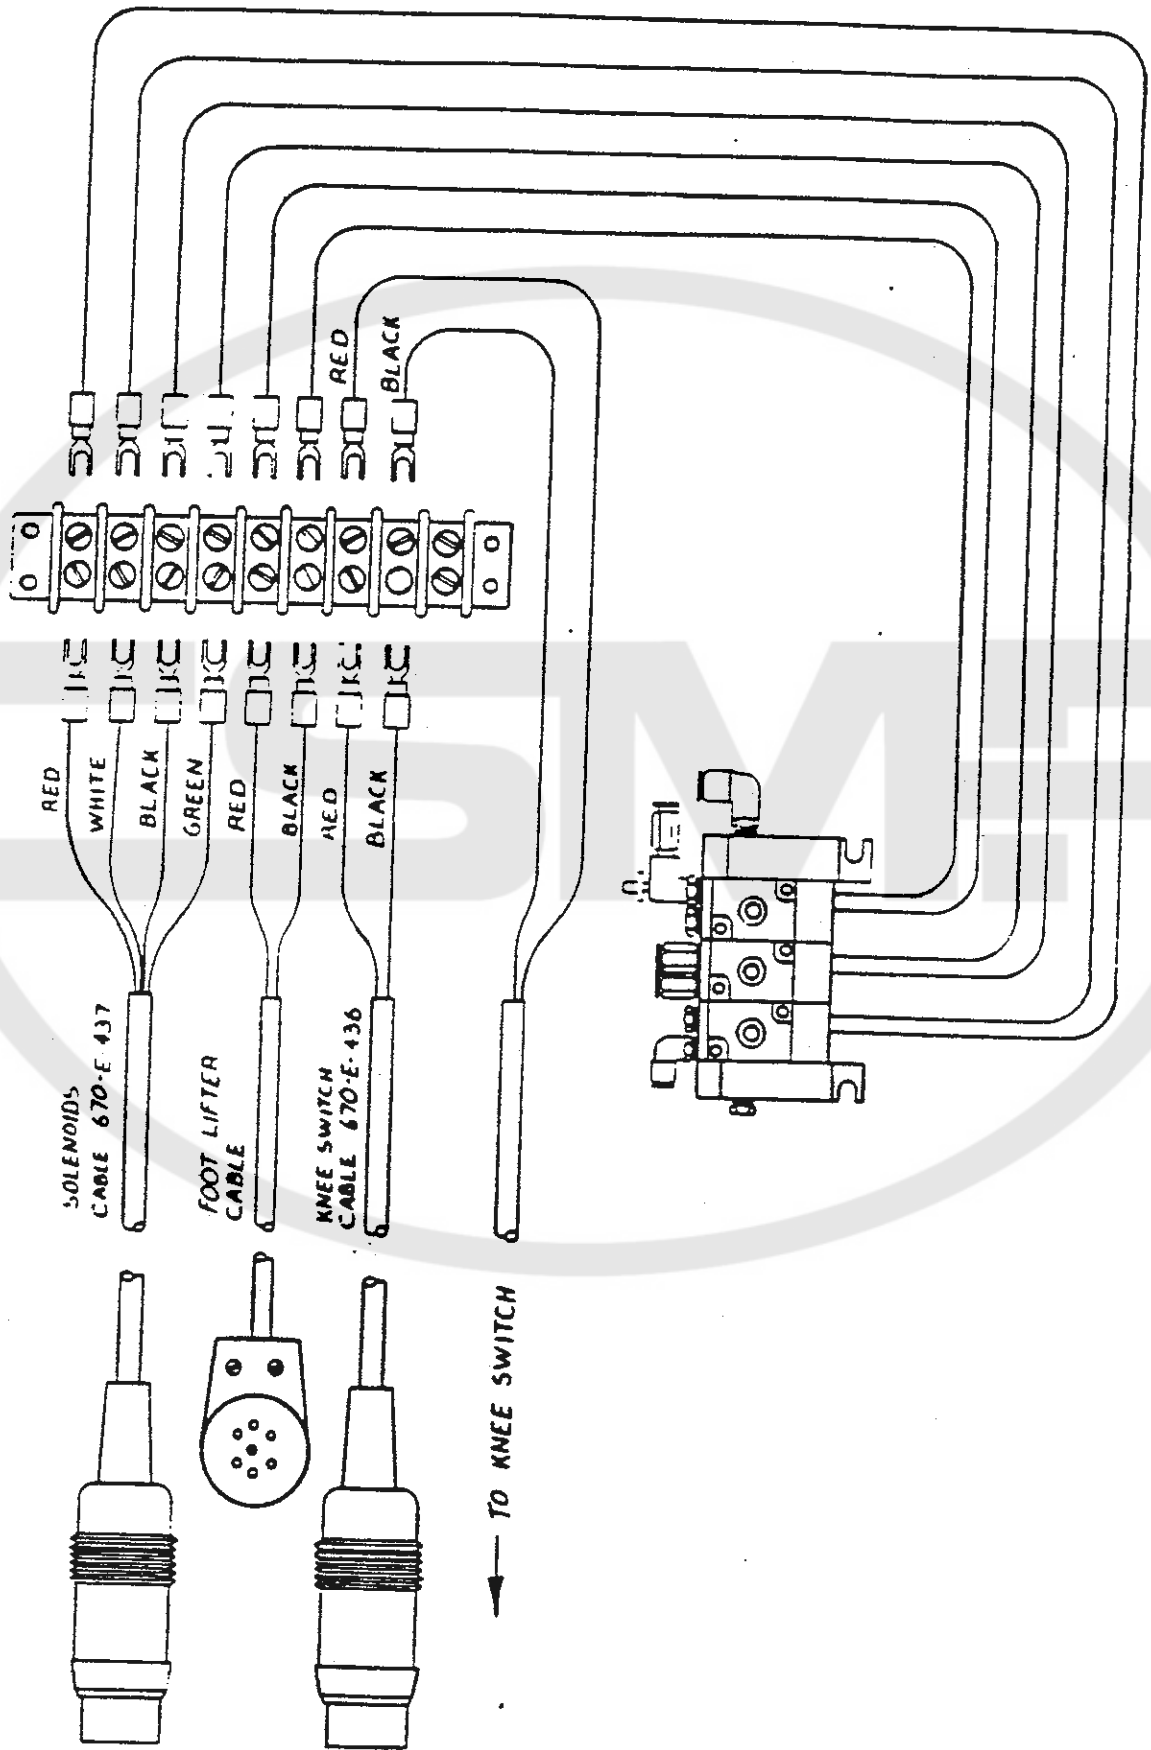 RED
BLACK
RED
WHITE
BLACK
GREEN
RED
BLACK
RED
BLACK
SOLENOIDS
CABLE 670-E-437
FOOT LIFTER
CABLE
KNEE SWITCH
CABLE 670-E-436
TO KNEE SWITCH
SMF